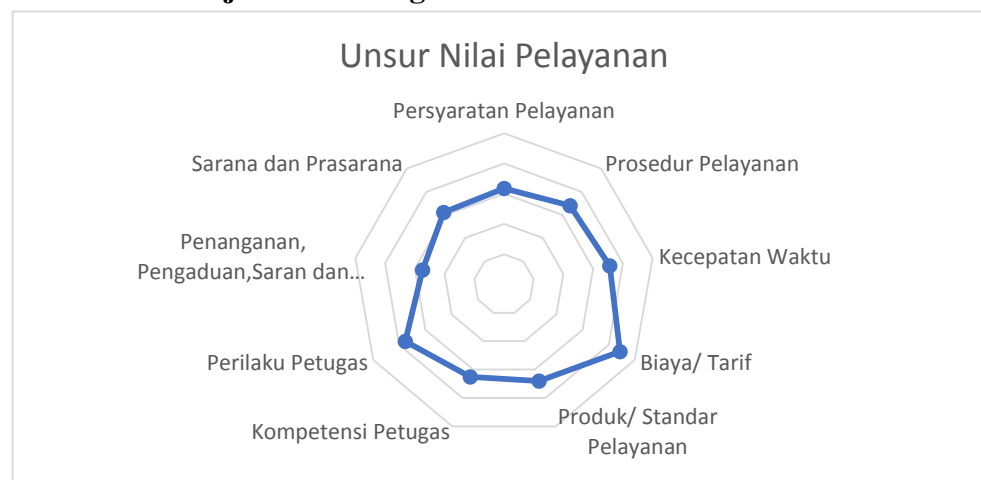 Unsur Nilai Pelayanan
Persyaratan Pelayanan
Prosedur Pelayanan
Kecepatan Waktu
Biaya/ Tarif
Produk/ Standar
Pelayanan
Kompetensi Petugas
Perilaku Petugas
Penanganan,
Pengaduan,Saran dan...
Sarana dan Prasarana